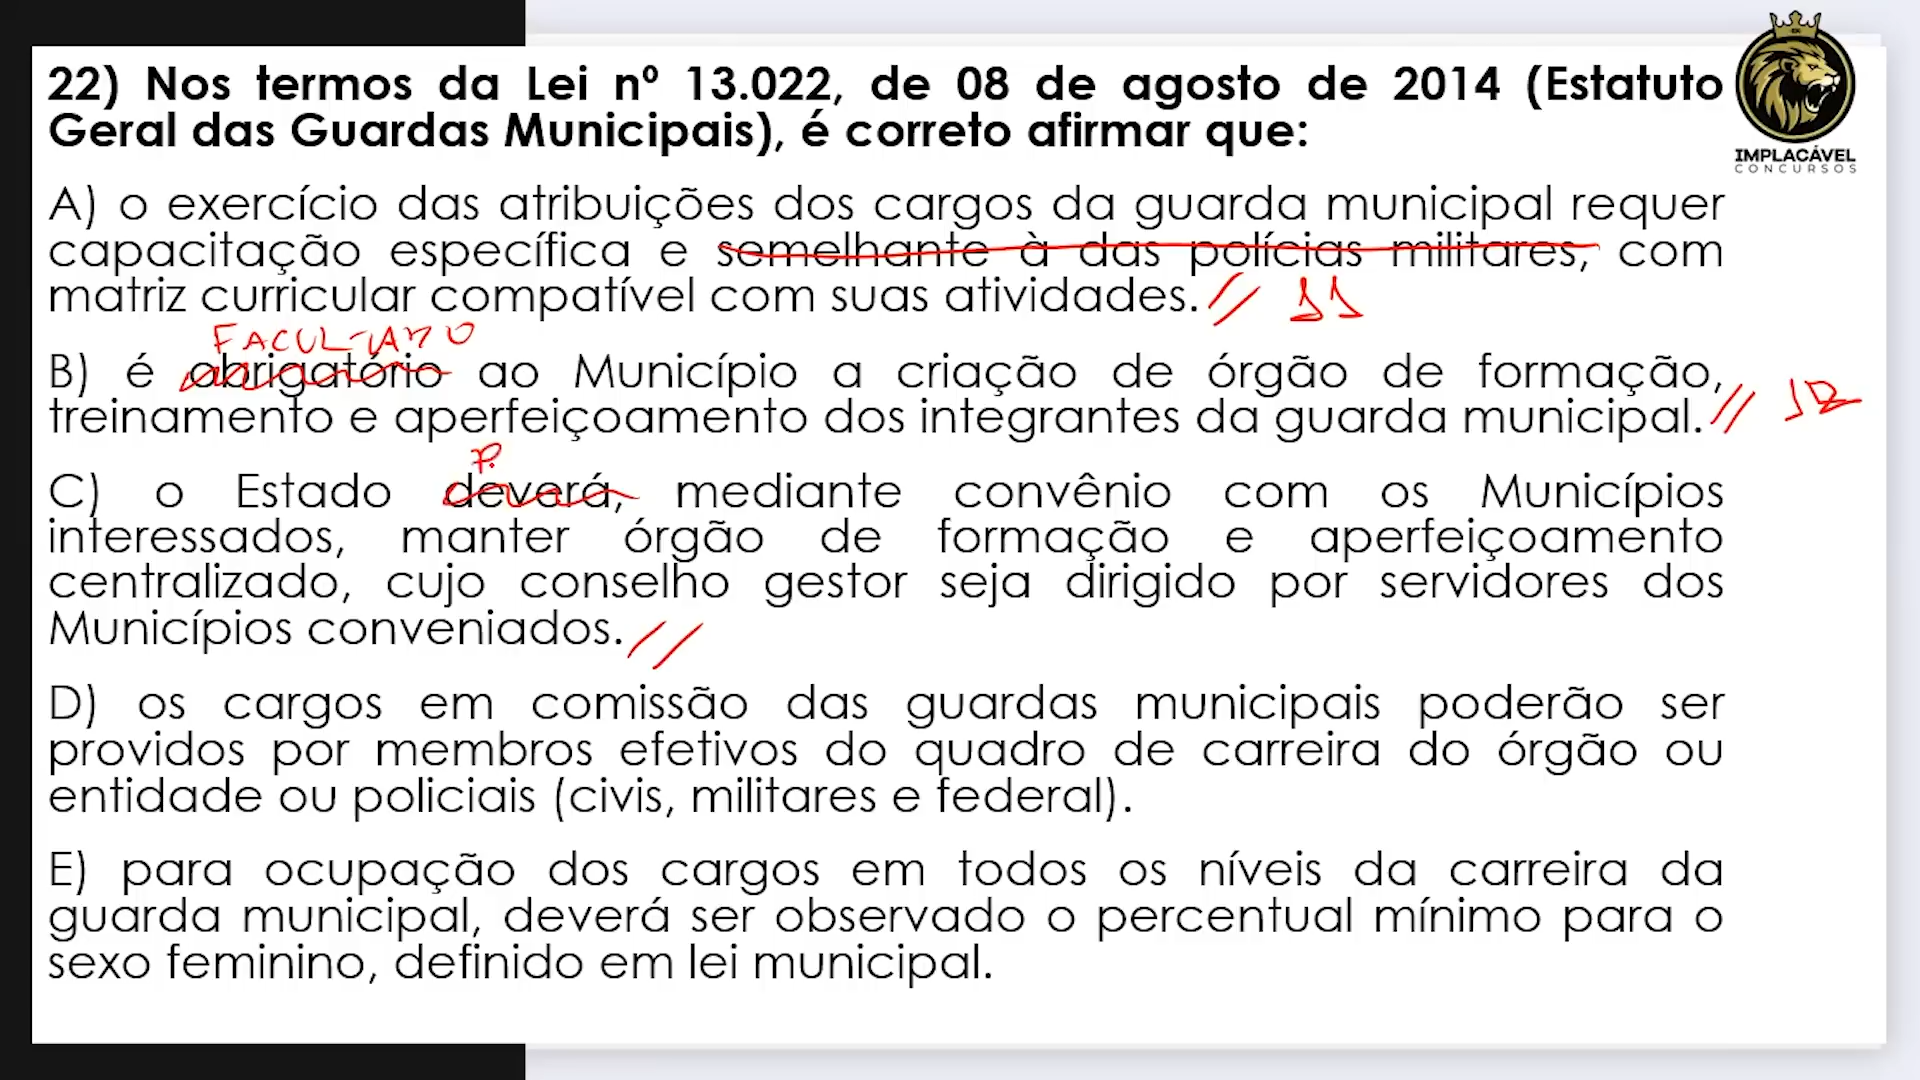 22) Nos termos da Lei nº 13.022, de 08 de agosto de 2014 (Estatuto
Geral das Guardas Municipais), é correto afirmar que:
IMPLACÁVEL
CONCURSOS
A) o exercício das atribuições dos cargos da guarda municipal requer
capacitação específica e semelhante à das polícias militares, com
matriz curricular compatível com suas atividades. // 11
FACULTADO
B) é obrigatório ao Município a criação de órgão de formação,
treinamento e aperfeiçoamento dos integrantes da guarda municipal. // 12
P.
C) o Estado deverá, mediante convênio com os Municípios
interessados, manter órgão de formação e aperfeiçoamento
centralizado, cujo conselho gestor seja dirigido por servidores dos
Municípios conveniados. //
D) os cargos em comissão das guardas municipais poderão ser
providos por membros efetivos do quadro de carreira do órgão ou
entidade ou policiais (civis, militares e federal).
E) para ocupação dos cargos em todos os níveis da carreira da
guarda municipal, deverá ser observado o percentual mínimo para o
sexo feminino, definido em lei municipal.